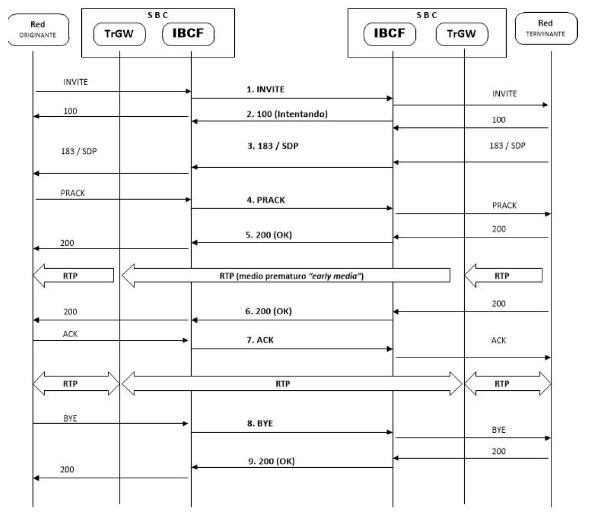 S B C
S B C
Red
ORIGINANTE
TrGW
IBCF
IBCF
TrGW
Red
TERMINANTE
INVITE
1. INVITE
INVITE
100
2. 100 (Intentando)
100
183 / SDP
3. 183 / SDP
183 / SDP
PRACK
4. PRACK
PRACK
200
5. 200 (OK)
200
RTP
RTP (medio prematuro “early media”)
RTP
200
6. 200 (OK)
200
ACK
7. ACK
ACK
RTP
RTP
RTP
BYE
8. BYE
BYE
200
9. 200 (OK)
200